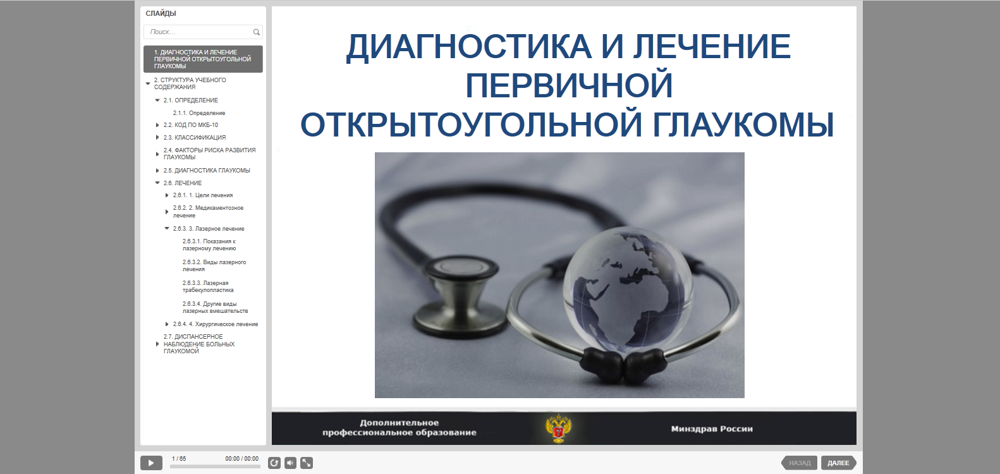 СЛАЙДЫ
Поиск...
1. ДИАГНОСТИКА И ЛЕЧЕНИЕ
ПЕРВИЧНОЙ ОТКРЫТОУГОЛЬНОЙ
ГЛАУКОМЫ
2. СТРУКТУРА УЧЕБНОГО
СОДЕРЖАНИЯ
2.1. ОПРЕДЕЛЕНИЕ
2.1.1. Определение
2.2. КОД ПО МКБ-10
2.3. КЛАССИФИКАЦИЯ
2.4. ФАКТОРЫ РИСКА РАЗВИТИЯ
ГЛАУКОМЫ
2.5. ДИАГНОСТИКА ГЛАУКОМЫ
2.6. ЛЕЧЕНИЕ
2.6.1. 1. Цели лечения
2.6.2. 2. Медикаментозное
лечение
2.6.3. 3. Лазерное лечение
2.6.3.1. Показания к
лазерному лечению
2.6.3.2. Виды лазерного
лечения
2.6.3.3. Лазерная
трабекулопластика
2.6.3.4. Другие виды
лазерных вмешательств
2.6.4. 4. Хирургическое лечение
2.7. ДИСПАНСЕРНОЕ
НАБЛЮДЕНИЕ БОЛЬНЫХ
ГЛАУКОМОЙ
ДИАГНОСТИКА И ЛЕЧЕНИЕ
ПЕРВИЧНОЙ
ОТКРЫТОУГОЛЬНОЙ ГЛАУКОМЫ
Дополнительное
профессиональное образование
Минздрав России
1 / 65
00:00 / 00:00
НАЗАД
ДАЛЕЕ